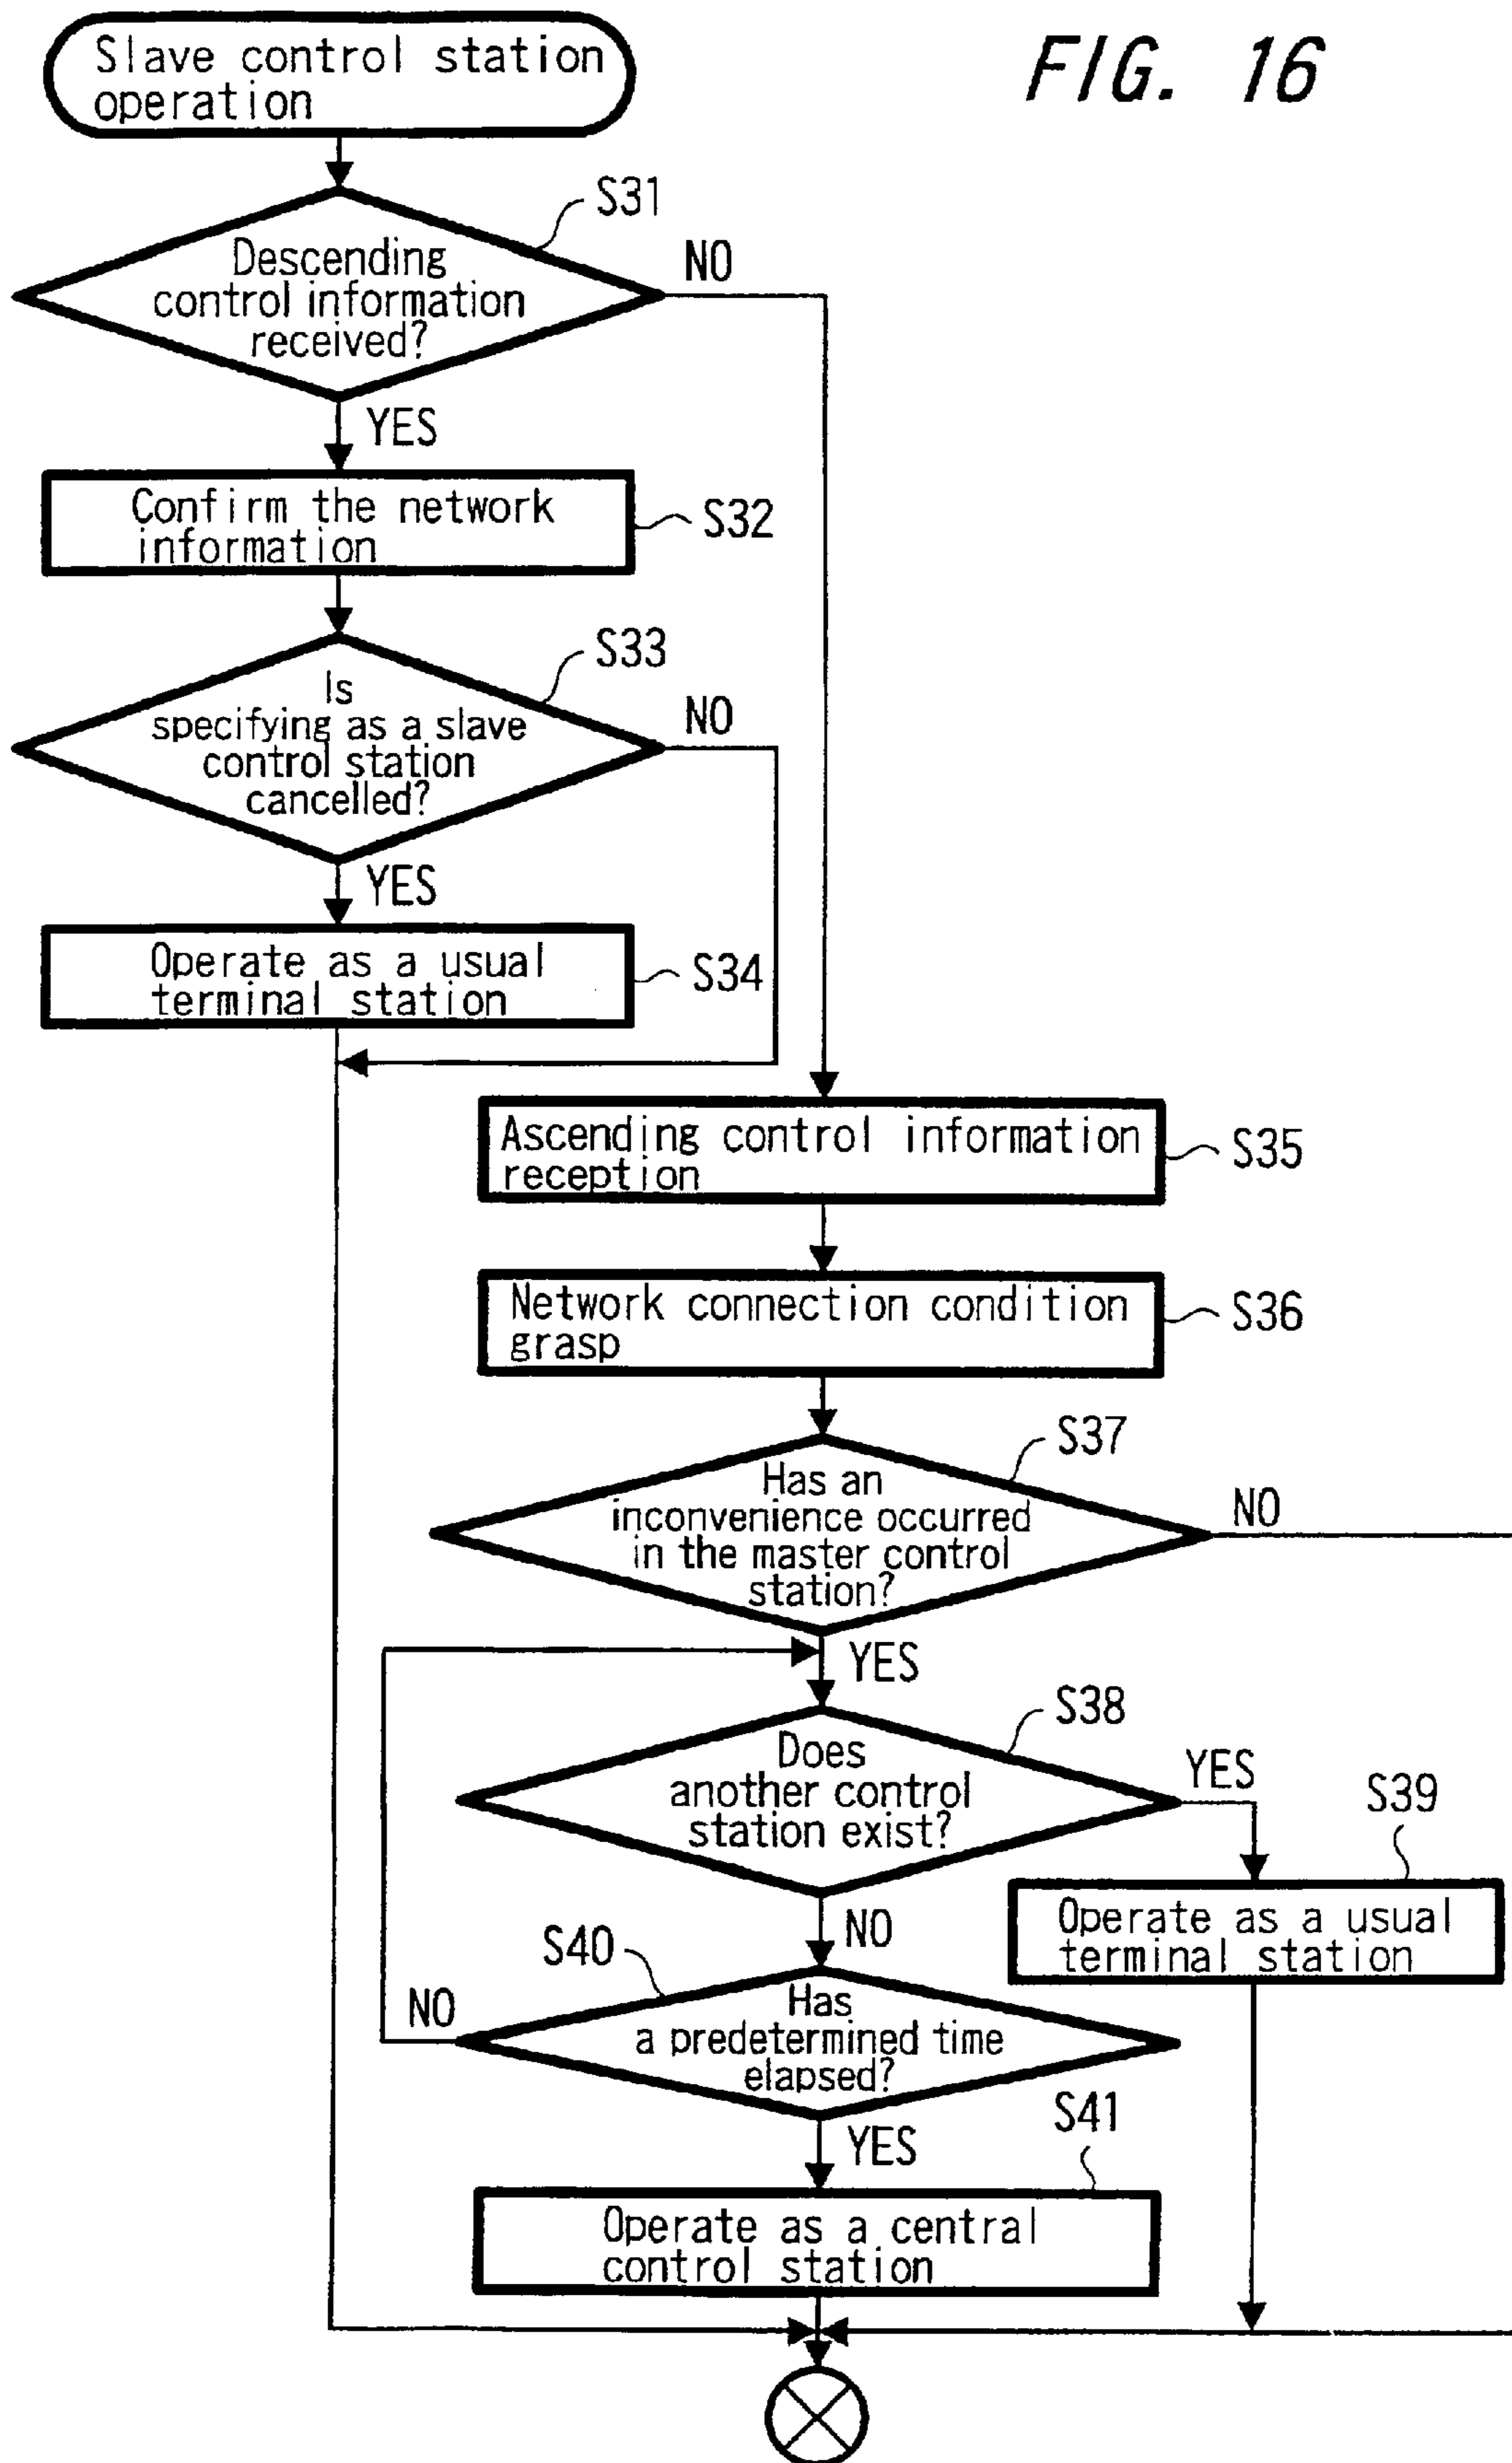 FIG. 16
Slave control station
operation
S31
Descending
control information
received?
NO
YES
Confirm the network
information
S32
S33
Is
specifying as a slave
control station
cancelled?
NO
YES
Operate as a usual
terminal station
S34
Ascending control information
reception
S35
Network connection condition
grasp
S36
S37
Has an
inconvenience occurred
in the master control
station?
NO
YES
S38
Does
another control
station exist?
YES
S39
NO
Operate as a usual
terminal station
S40
Has
a predetermined time
elapsed?
NO
YES
S41
Operate as a central
control station